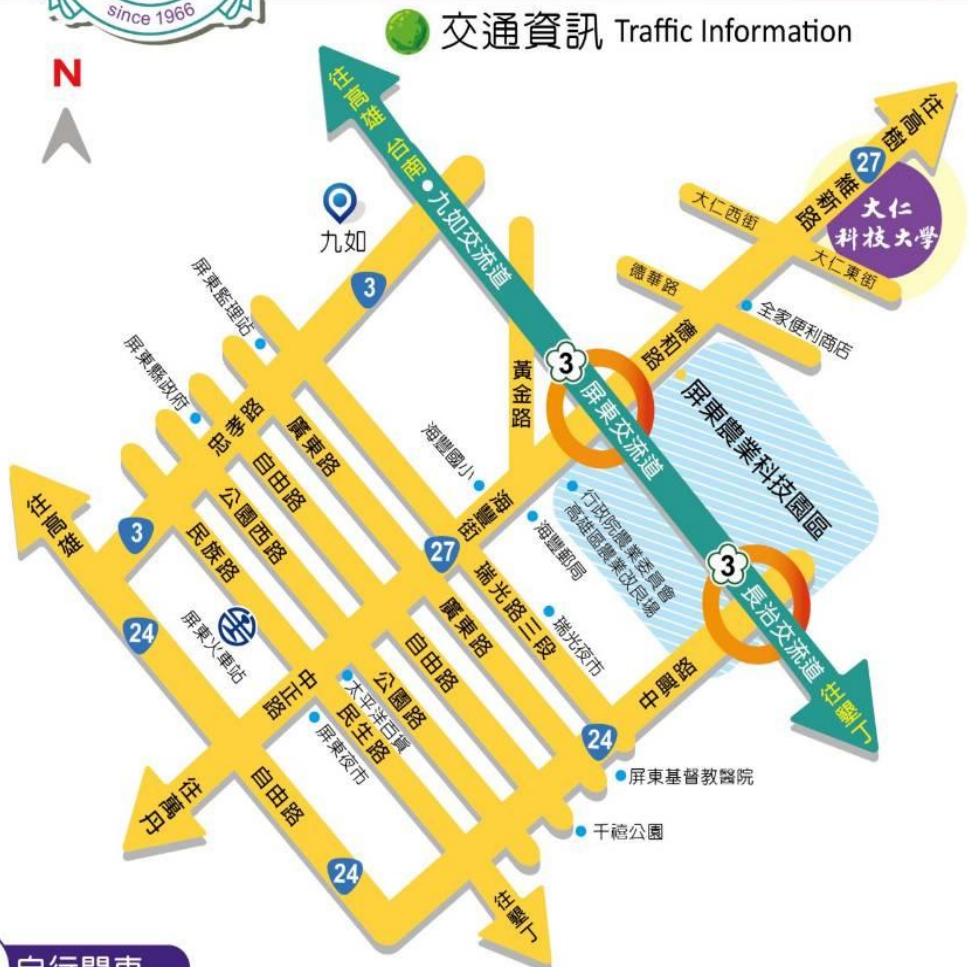 since 1966
交通資訊 Traffic Information
N
往高雄 台南
九如交流道
往高樹
27
維新路
大仁
科技大學
大仁西街
大仁東街
德華路
全家便利商店
德和路
九如
3
屏東監理站
屏東縣政府
忠孝路
廣東路
自由路
公園西路
民族路
黃金路
3
屏東交流道
屏東農業科技園區
海豐國小
海豐街
行政院農業委員會
高雄區農業改良場
海豐郵局
27
瑞光路三段
瑞光夜市
3
長治交流道
往墾丁
往高雄
3
24
屏東火車站
中正路
廣東路
自由路
公園路
太平洋百貨
民生路
屏東夜市
中興路
24
屏東基督教醫院
千禧公園
往萬丹
自由路
24
往墾丁
自行開車